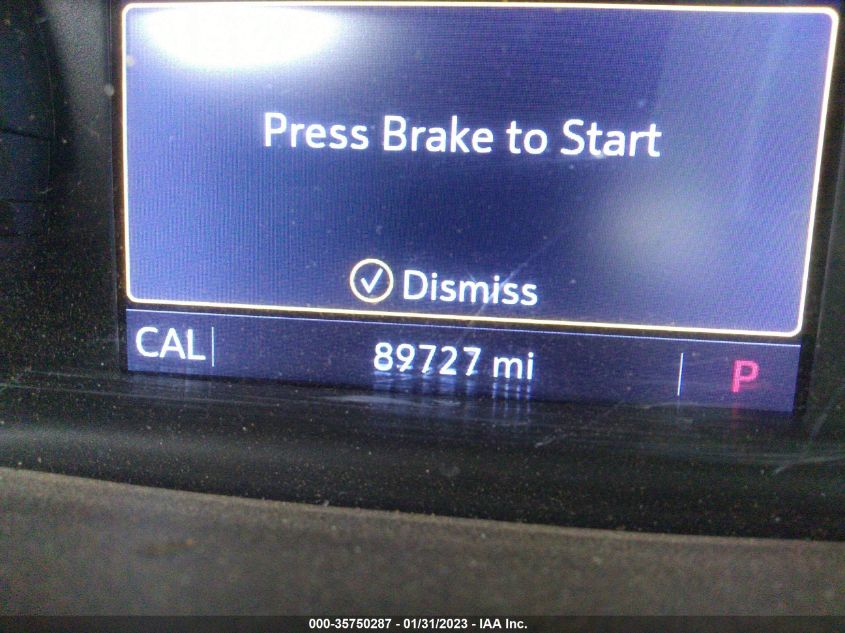 Press Brake to Start
Dismiss
CAL 89727 mi P
000-35750287 - 01/31/2023 - IAA Inc.